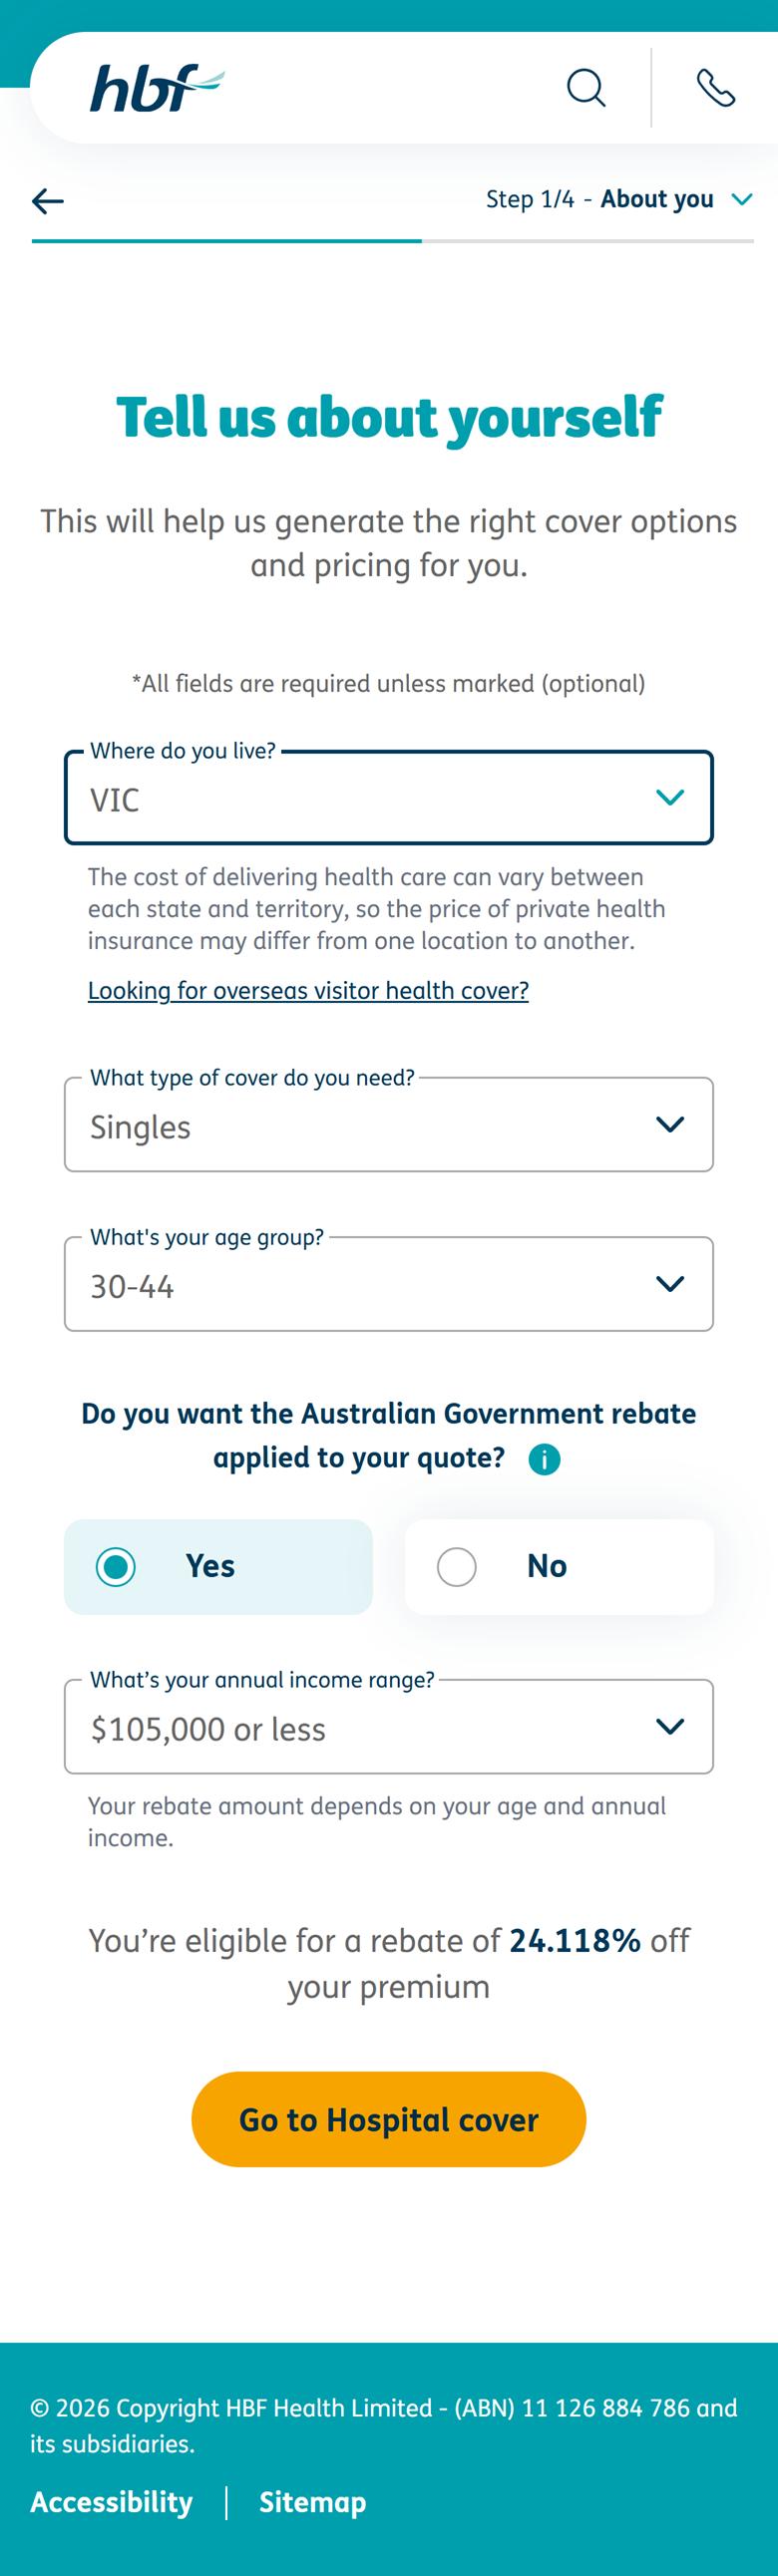 hbf
Step 1/4 - About you
Tell us about yourself
This will help us generate the right cover options
and pricing for you.
*All fields are required unless marked (optional)
Where do you live?
VIC
The cost of delivering health care can vary between
each state and territory, so the price of private health
insurance may differ from one location to another.
Looking for overseas visitor health cover?
What type of cover do you need?
Singles
What's your age group?
30-44
Do you want the Australian Government rebate
applied to your quote? i
Yes
No
What’s your annual income range?
$105,000 or less
Your rebate amount depends on your age and annual
income.
You’re eligible for a rebate of 24.118% off
your premium
Go to Hospital cover
© 2026 Copyright HBF Health Limited - (ABN) 11 126 884 786 and
its subsidiaries.
Accessibility | Sitemap